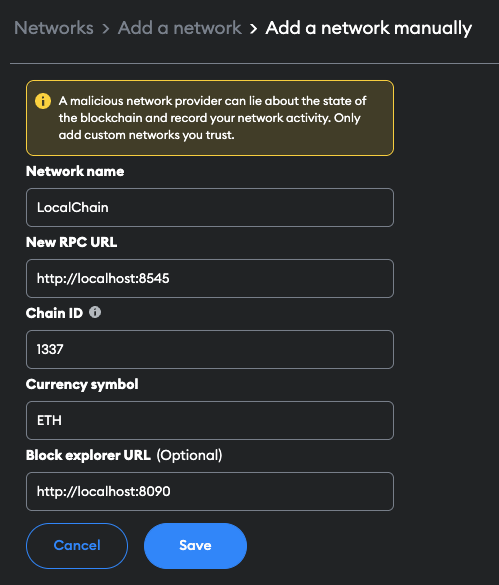 Networks > Add a network > Add a network manually
A malicious network provider can lie about the state of
the blockchain and record your network activity. Only
add custom networks you trust.
Network name
LocalChain
New RPC URL
http://localhost:8545
Chain ID
1337
Currency symbol
ETH
Block explorer URL (Optional)
http://localhost:8090
Cancel Save